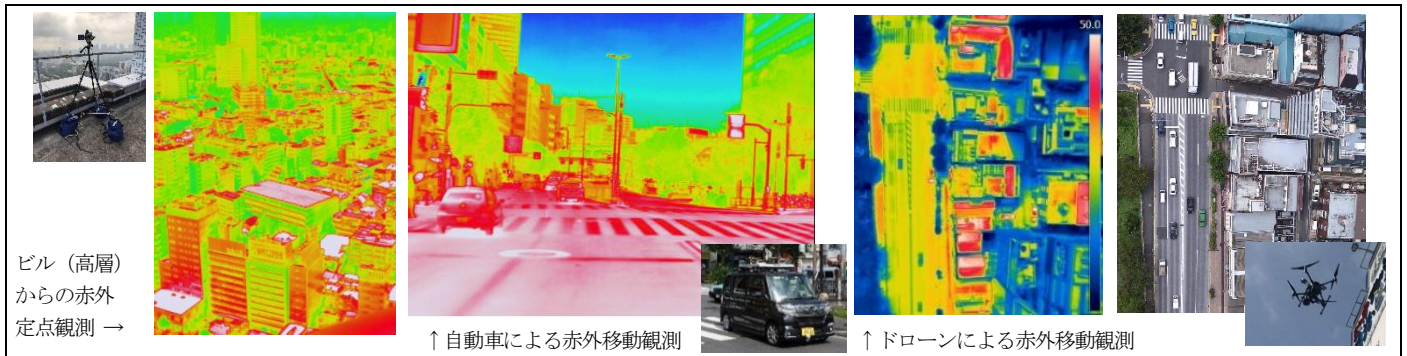 ビル（高層）
からの赤外
定点観測 →
↑自動車による赤外移動観測
↑ドローンによる赤外移動観測
50.0